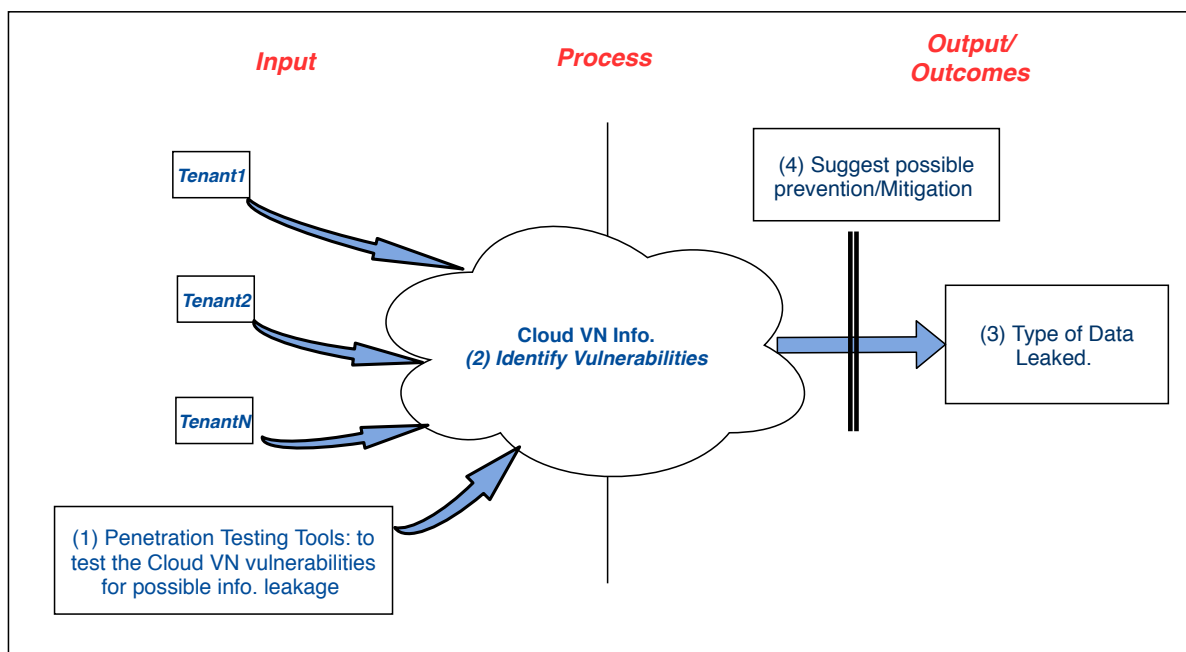 Input
Process
Output/
Outcomes
Tenant1
(4) Suggest possible
prevention/Mitigation
Tenant2
Cloud VN Info.
(2) Identify Vulnerabilities
(3) Type of Data
Leaked.
TenantN
(1) Penetration Testing Tools: to
test the Cloud VN vulnerabilities
for possible info. leakage